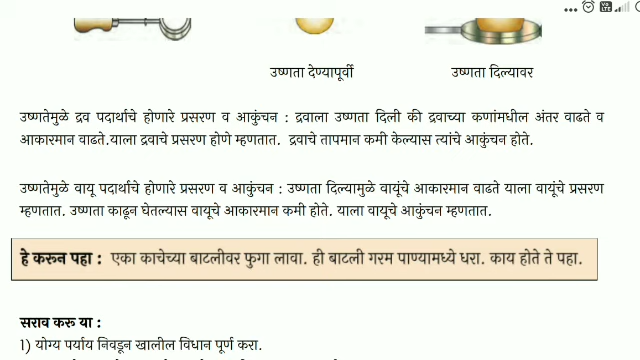 उष्णता देण्यापूर्वी
उष्णता दिल्यावर
उष्णतेमुळे द्रव पदार्थाचे होणारे प्रसरण व आकुंचन : द्रवाला उष्णता दिली की द्रवाच्या कणांमधील अंतर वाढते व
आकारमान वाढते.याला द्रवाचे प्रसरण होणे म्हणतात. द्रवाचे तापमान कमी केल्यास त्यांचे आकुंचन होते.
उष्णतेमुळे वायू पदार्थाचे होणारे प्रसरण व आकुंचन : उष्णता दिल्यामुळे वायूंचे आकारमान वाढते याला वायूंचे प्रसरण
म्हणतात. उष्णता काढून घेतल्यास वायूचे आकारमान कमी होते. याला वायूचे आकुंचन म्हणतात.
हे करून पहा : एका काचेच्या बाटलीवर फुगा लावा. ही बाटली गरम पाण्यामध्ये धरा. काय होते ते पहा.
सराव करू या :
1) योग्य पर्याय निवडून खालील विधान पूर्ण करा.